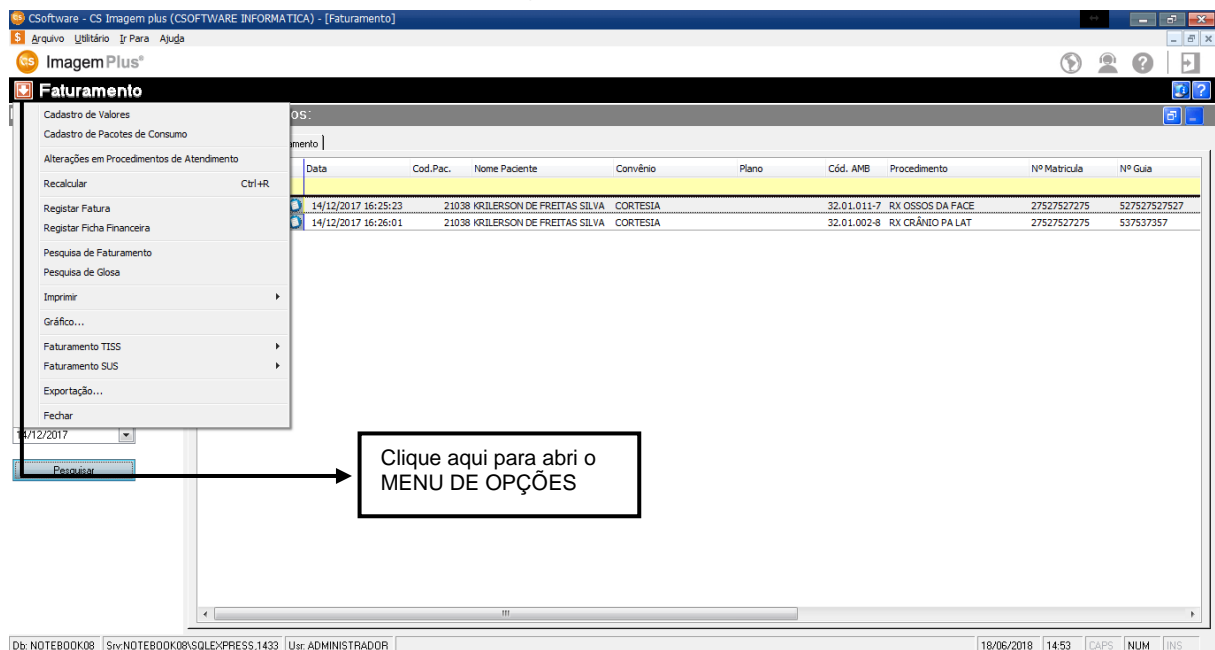 CSoftware - CS Imagem plus (CSOFTWARE INFORMATICA) - [Faturamento]
Arquivo Utilitário Ir Para Ajuda
cs ImagemPlus®
Faturamento
Cadastro de Valores
os:
Cadastro de Pacotes de Consumo
amento
Alterações em Procedimentos de Atendimento
Data Cod.Pac. Nome Paciente Convênio Plano Cód. AMB Procedimento Nº Matricula Nº Guia
Recalcular Ctrl+R
Registar Fatura
14/12/2017 16:25:23 21038 KRILERSON DE FREITAS SILVA CORTESIA 32.01.011-7 RX OSSOS DA FACE 27527527275 527527527527
Registar Ficha Financeira
14/12/2017 16:26:01 21038 KRILERSON DE FREITAS SILVA CORTESIA 32.01.002-8 RX CRÂNIO PA LAT 27527527275 537537357
Pesquisa de Faturamento
Pesquisa de Glosa
Imprimir
Gráfico...
Faturamento TISS
Faturamento SUS
Exportação...
Fechar
14/12/2017
Pesquisar
Clique aqui para abri o
MENU DE OPÇÕES
Db: NOTEBOOK08 Srv:NOTEBOOK08\SQLEXPRESS,1433 Usr: ADMINISTRADOR 18/06/2018 14:53 CAPS NUM INS